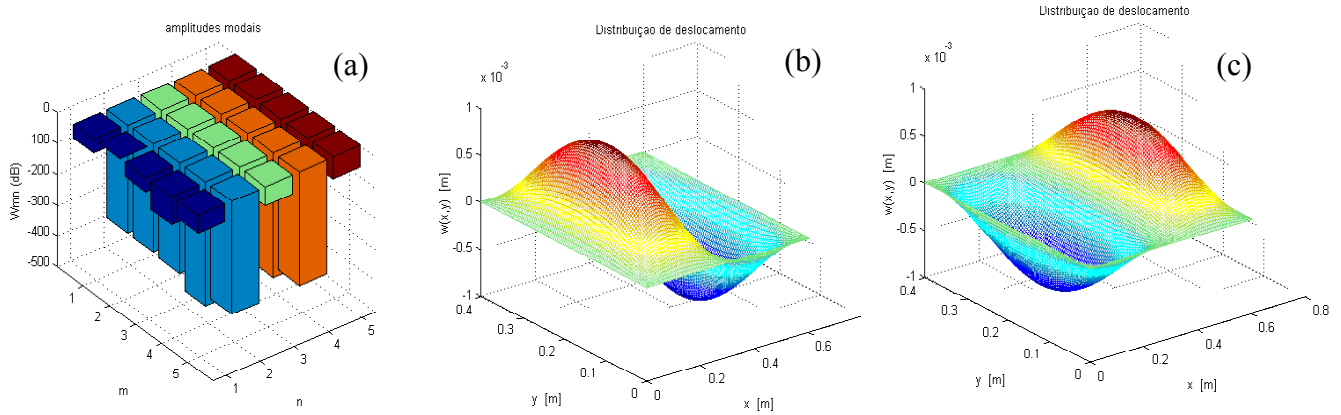 amplitudes modais
(a)
Wmn (dB)
0
-100
-200
-300
-400
-500
1
2
3
4
5
m
1
2
3
4
5
n
Distribuiçao de deslocamento
(b)
x 10-3
w(x,y) [m]
1
0.5
0
-0.5
-1
0.4
0.3
0.2
0.1
0
y [m]
0
0.2
0.4
0.6
x [m]
Distribuiçao de deslocamento
(c)
x 10-3
w(x,y) [m]
1
0.5
0
-0.5
-1
0.4
0.3
0.2
0.1
0
y [m]
0
0.2
0.4
0.6
0.8
x [m]